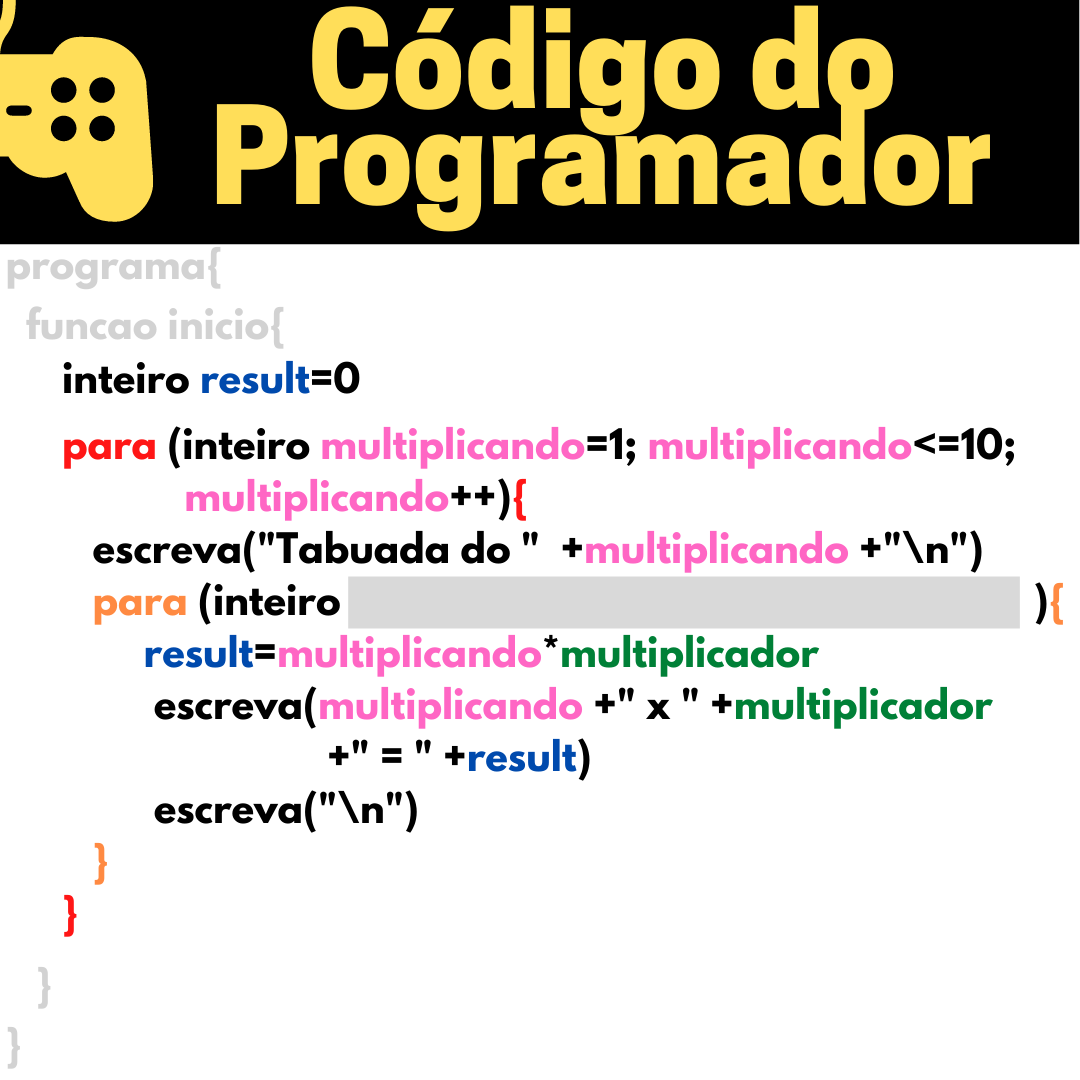 Código do
Programador
programa{
funcao inicio{
inteiro result=0
para (inteiro multiplicando=1; multiplicando<=10;
multiplicando++){
escreva("Tabuada do "  +multiplicando +"\n")
para (inteiro ){
result=multiplicando*multiplicador
escreva(multiplicando +" x " +multiplicador
+" = " +result)
escreva("\n")
}
}
}
}